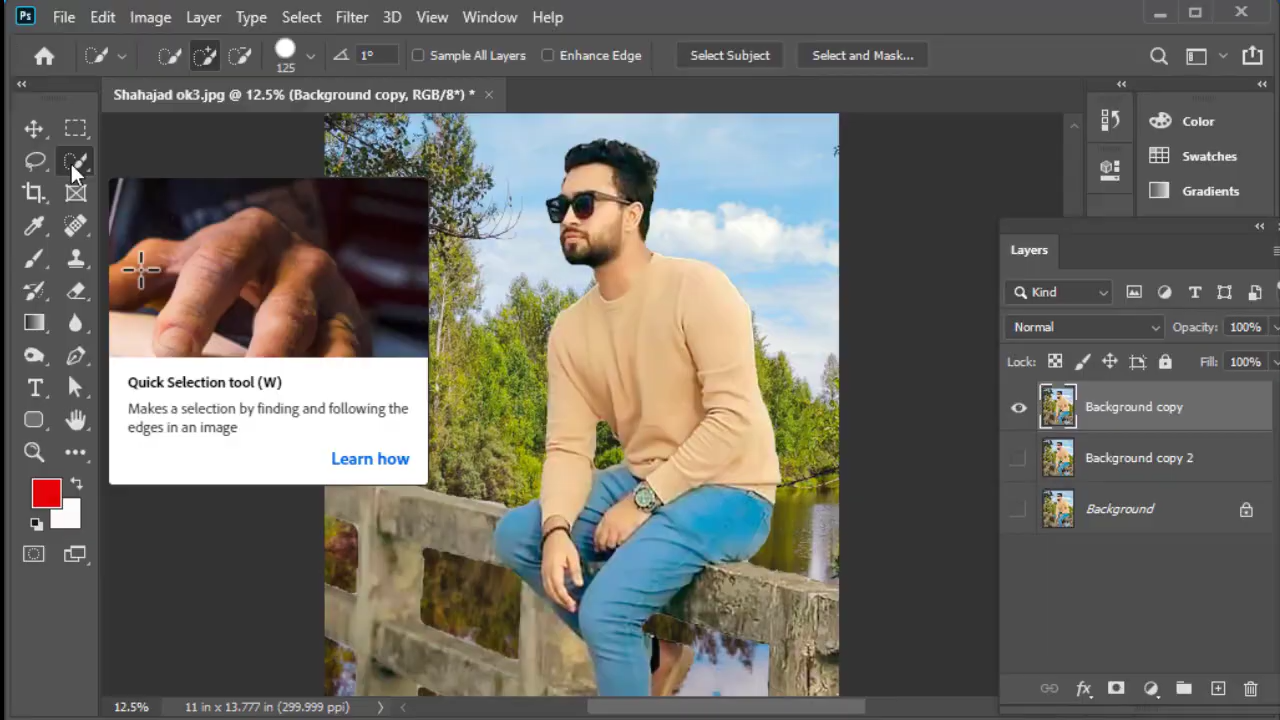 Ps File Edit Image Layer Type Select Filter 3D View Window Help
125 1° Sample All Layers Enhance Edge Select Subject Select and Mask...
Shahajad ok3.jpg @ 12.5% (Background copy, RGB/8*) * ×
Color
Swatches
Gradients
Layers
Kind
Normal Opacity: 100%
Lock: Fill: 100%
Background copy
Background copy 2
Background
Quick Selection tool (W)
Makes a selection by finding and following the
edges in an image
Learn how
12.5% 11 in x 13.777 in (299.999 ppi)